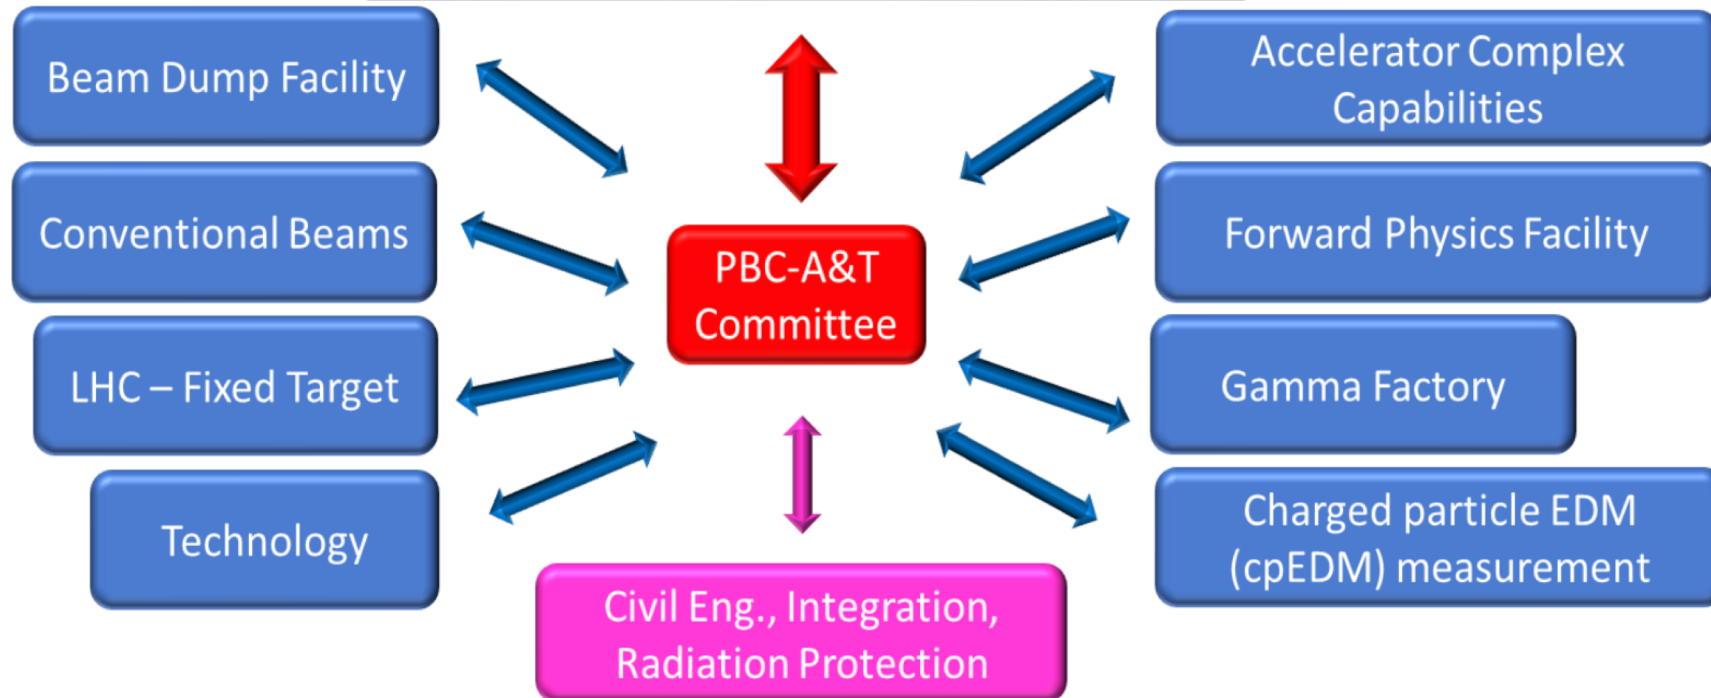 Beam Dump Facility
Conventional Beams
LHC – Fixed Target
Technology
PBC-A&T
Committee
Civil Eng., Integration,
Radiation Protection
Accelerator Complex
Capabilities
Forward Physics Facility
Gamma Factory
Charged particle EDM
(cpEDM) measurement